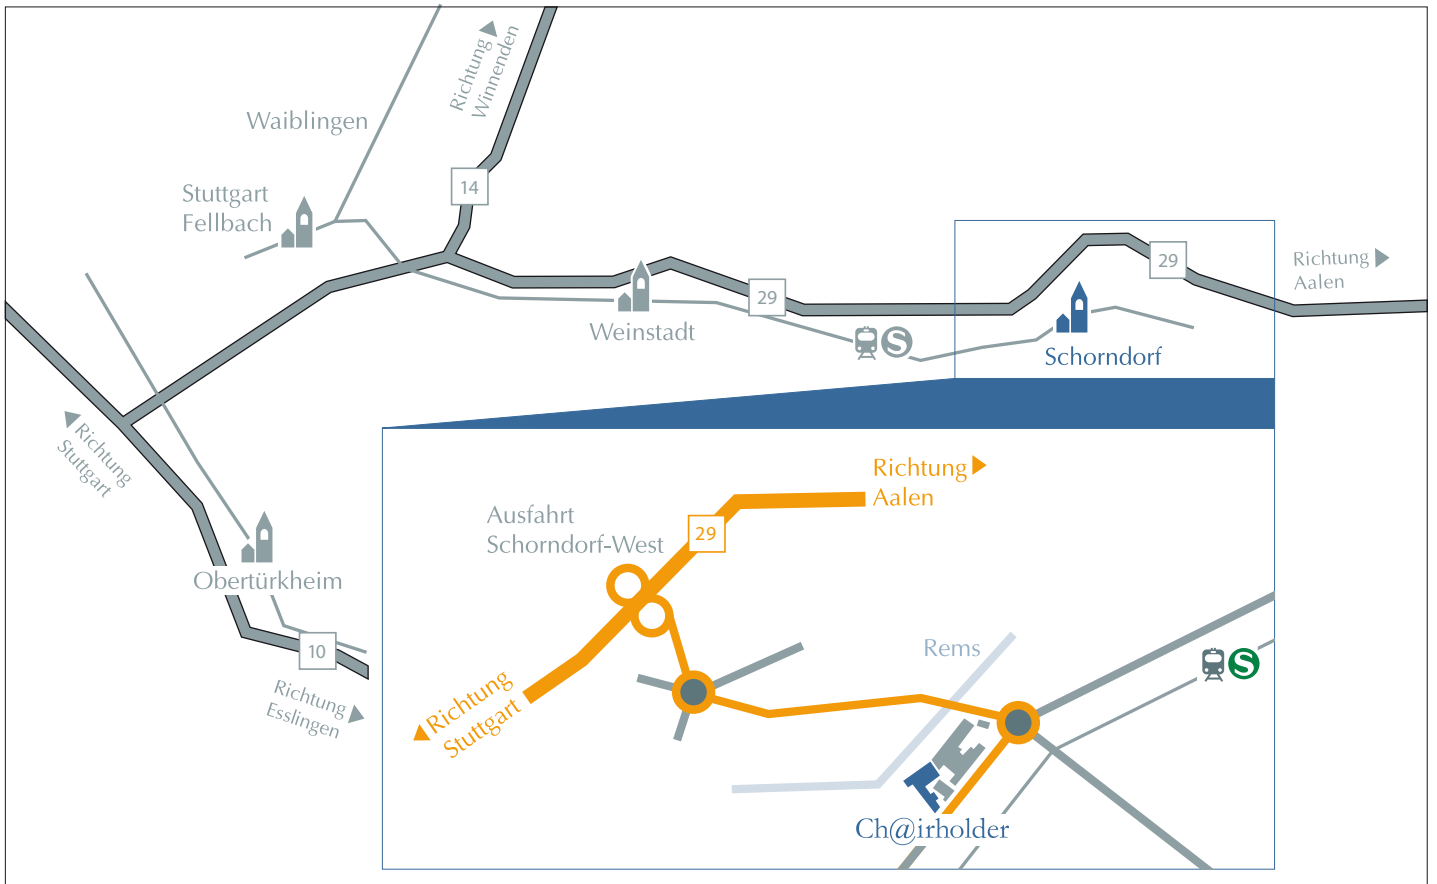 Richtung
Winnenden
Waiblingen
14
Stuttgart
Fellbach
29
Richtung
Aalen
29
Weinstadt
S
Schorndorf
Richtung
Stuttgart
Richtung
Aalen
Ausfahrt
Schorndorf-West
29
Obertürkheim
10
Richtung
Esslingen
Rems
S
Richtung
Stuttgart
Ch@irholder